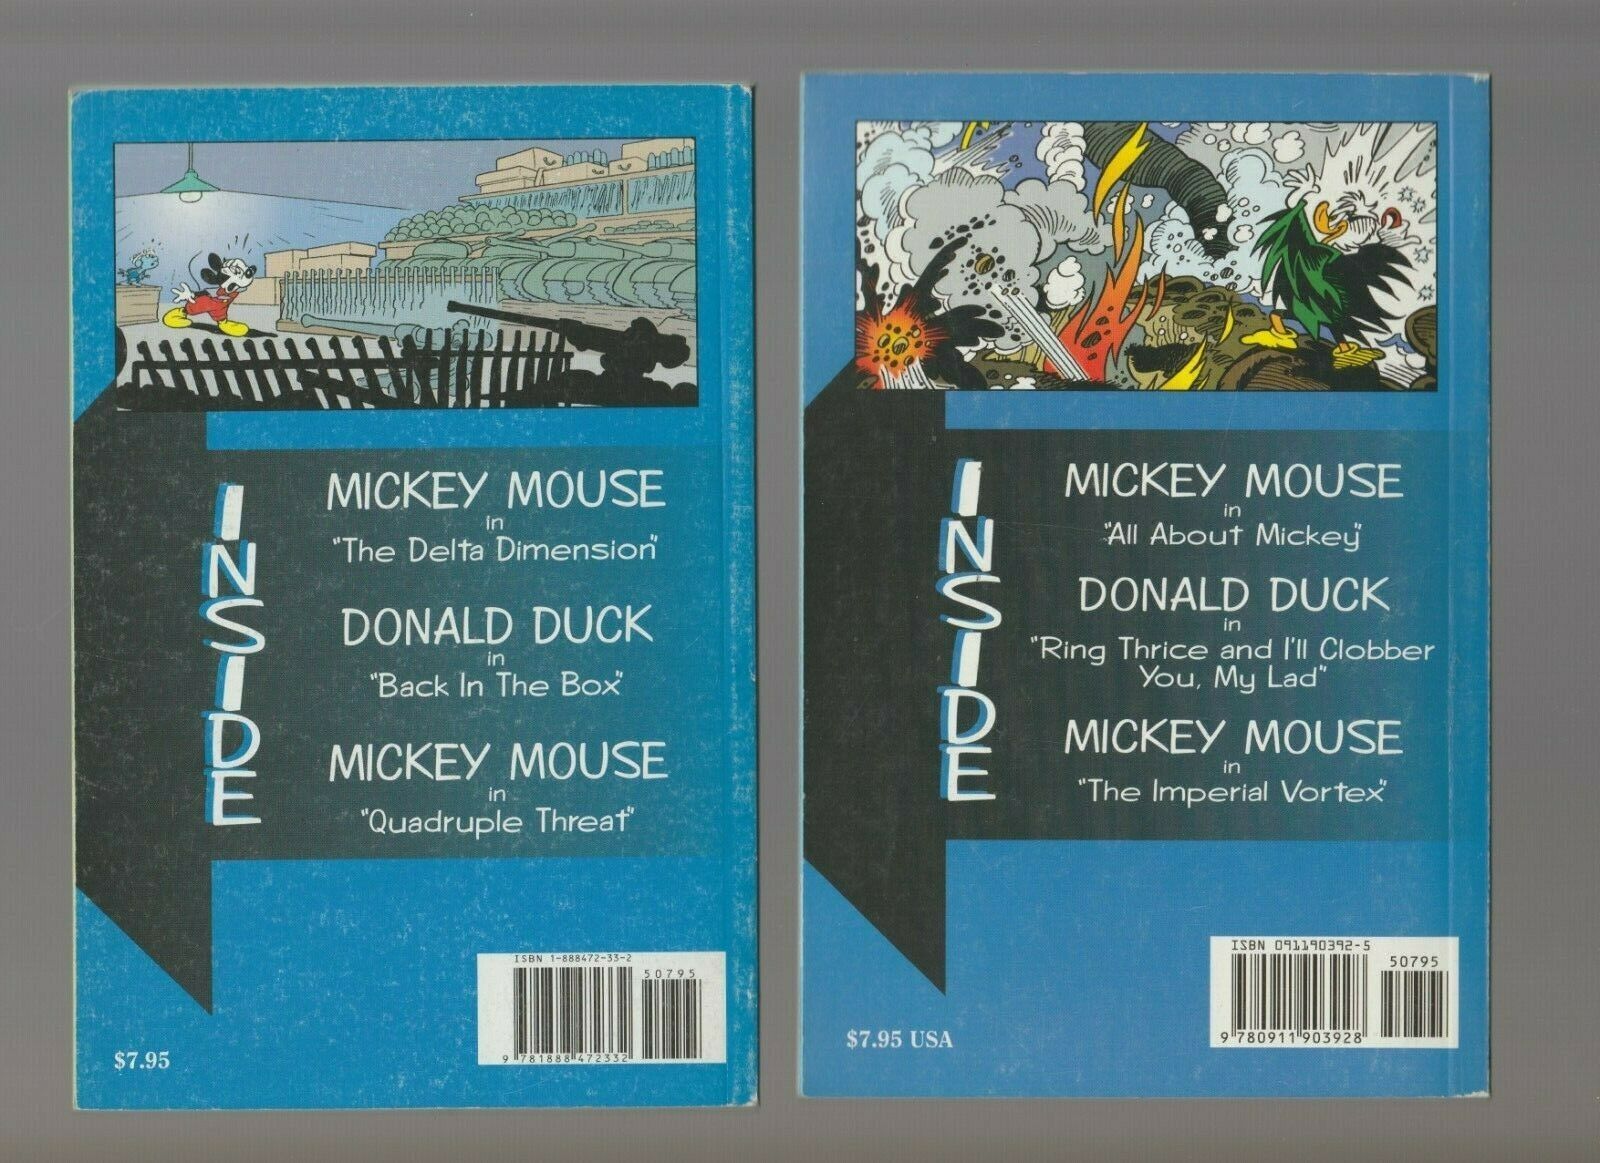 INSIDE
MICKEY MOUSE
in
"The Delta Dimension"
DONALD DUCK
in
"Back In The Box"
MICKEY MOUSE
in
"Quadruple Threat"
ISBN 1-888472-33-2
50795
9 781888 472332
$7.95
INSIDE
MICKEY MOUSE
in
"All About Mickey"
DONALD DUCK
in
"Ring Thrice and I'll Clobber
You, My Lad"
MICKEY MOUSE
in
"The Imperial Vortex"
ISBN 091190392-5
50795
9 780911 903928
$7.95 USA